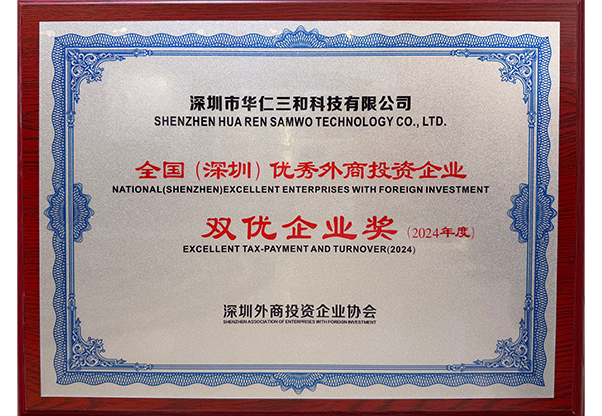 深圳市华仁三和科技有限公司
SHENZHEN HUA REN SAMWO TECHNOLOGY CO., LTD.
全国（深圳）优秀外商投资企业
NATIONAL(SHENZHEN)EXCELLENT ENTERPRISES WITH FOREIGN INVESTMENT
双优企业奖（2024年度）
EXCELLENT TAX-PAYMENT AND TURNOVER(2024)
深圳外商投资企业协会
SHENZHEN ASSOCIATION OF ENTERPRISES WITH FOREIGN INVESTMENT